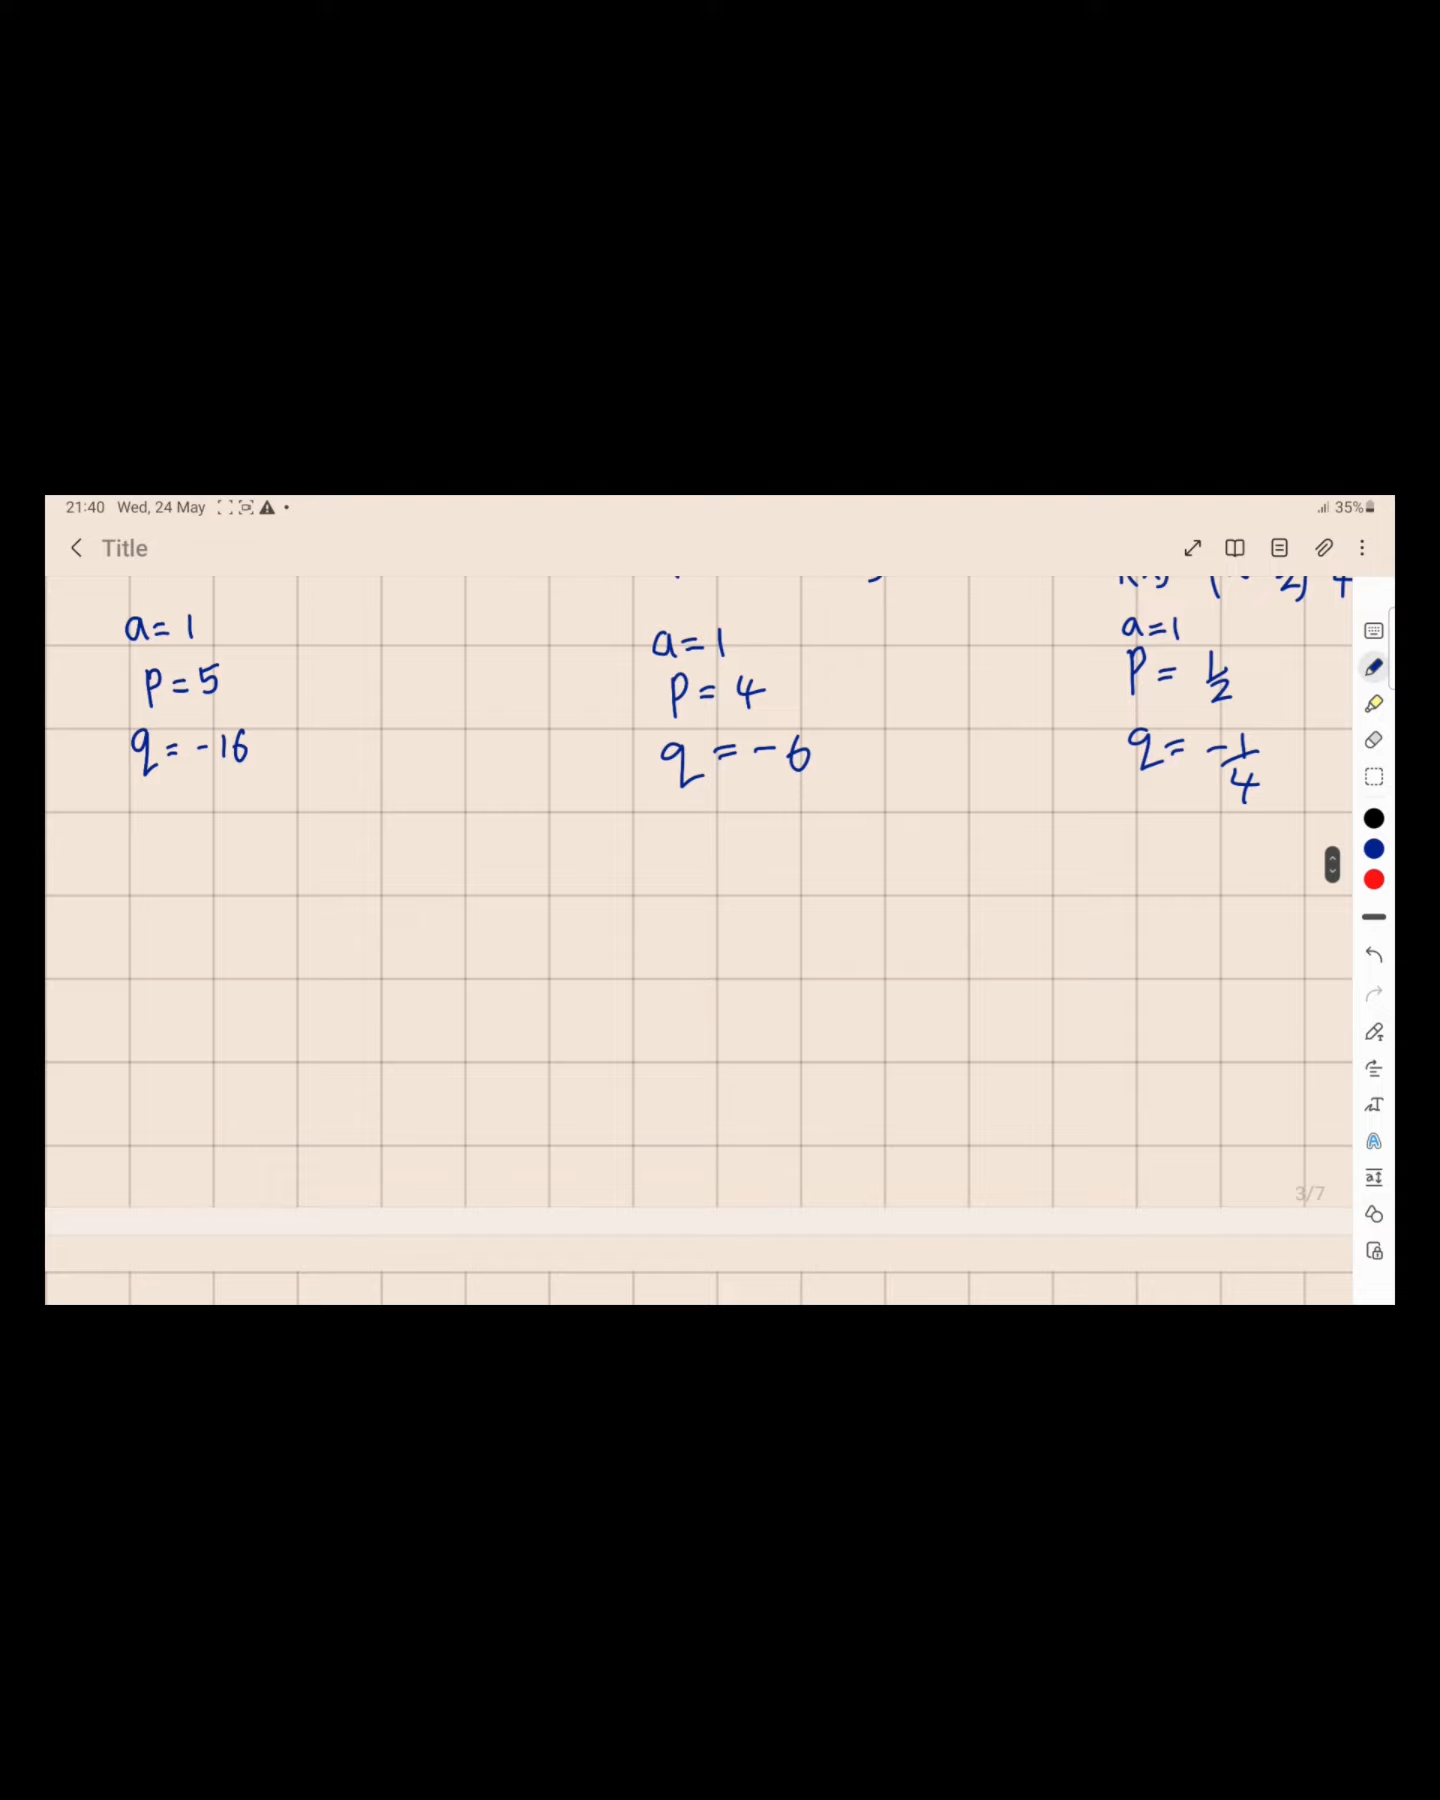 21:40 Wed, 24 May
35%
Title
a = 1
p = 5
q = -16
a = 1
p = 4
q = -6
a = 1
p = 1/2
q = -1/4
3/7